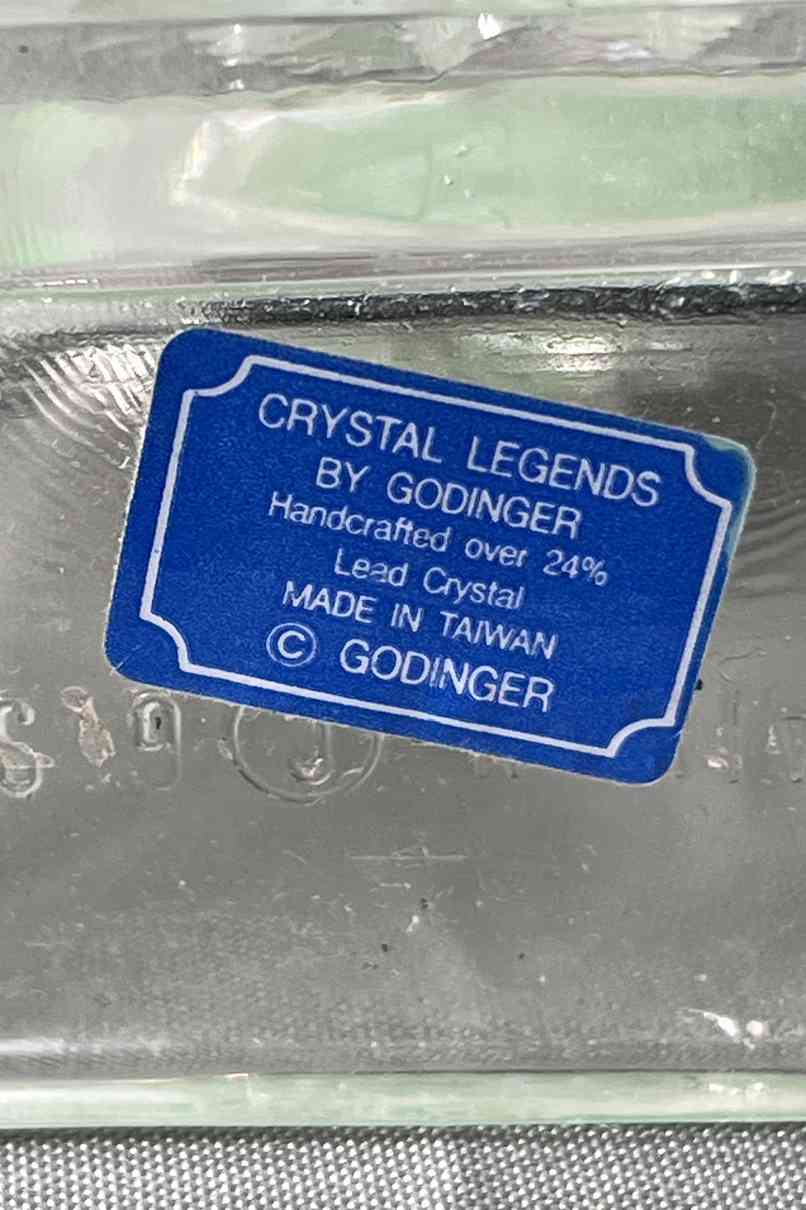 CRYSTAL LEGENDS
BY GODINGER
Handcrafted over 24%
Lead Crystal
MADE IN TAIWAN
© GODINGER